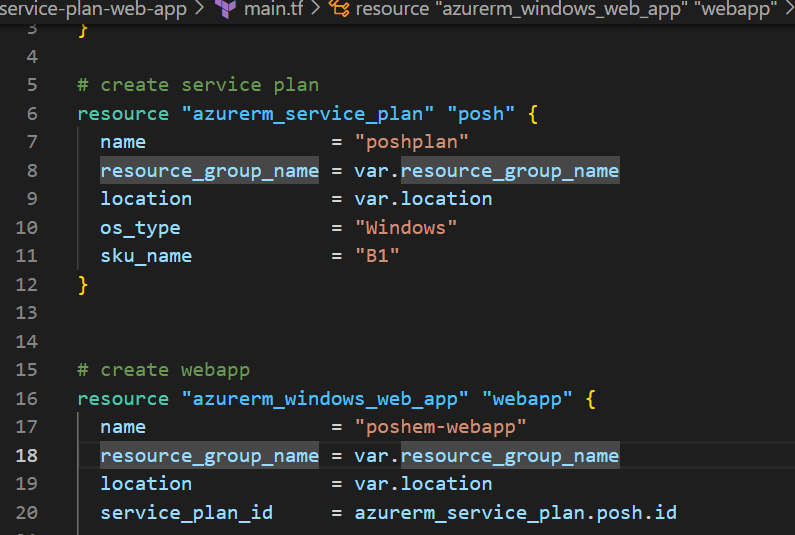 service-plan-web-app > main.tf > resource "azurerm_windows_web_app" "webapp" >
3 }
4
5 # create service plan
6 resource "azurerm_service_plan" "posh" {
7 name = "poshplan"
8 resource_group_name = var.resource_group_name
9 location = var.location
10 os_type = "Windows"
11 sku_name = "B1"
12 }
13
14
15 # create webapp
16 resource "azurerm_windows_web_app" "webapp" {
17 name = "poshem-webapp"
18 resource_group_name = var.resource_group_name
19 location = var.location
20 service_plan_id = azurerm_service_plan.posh.id